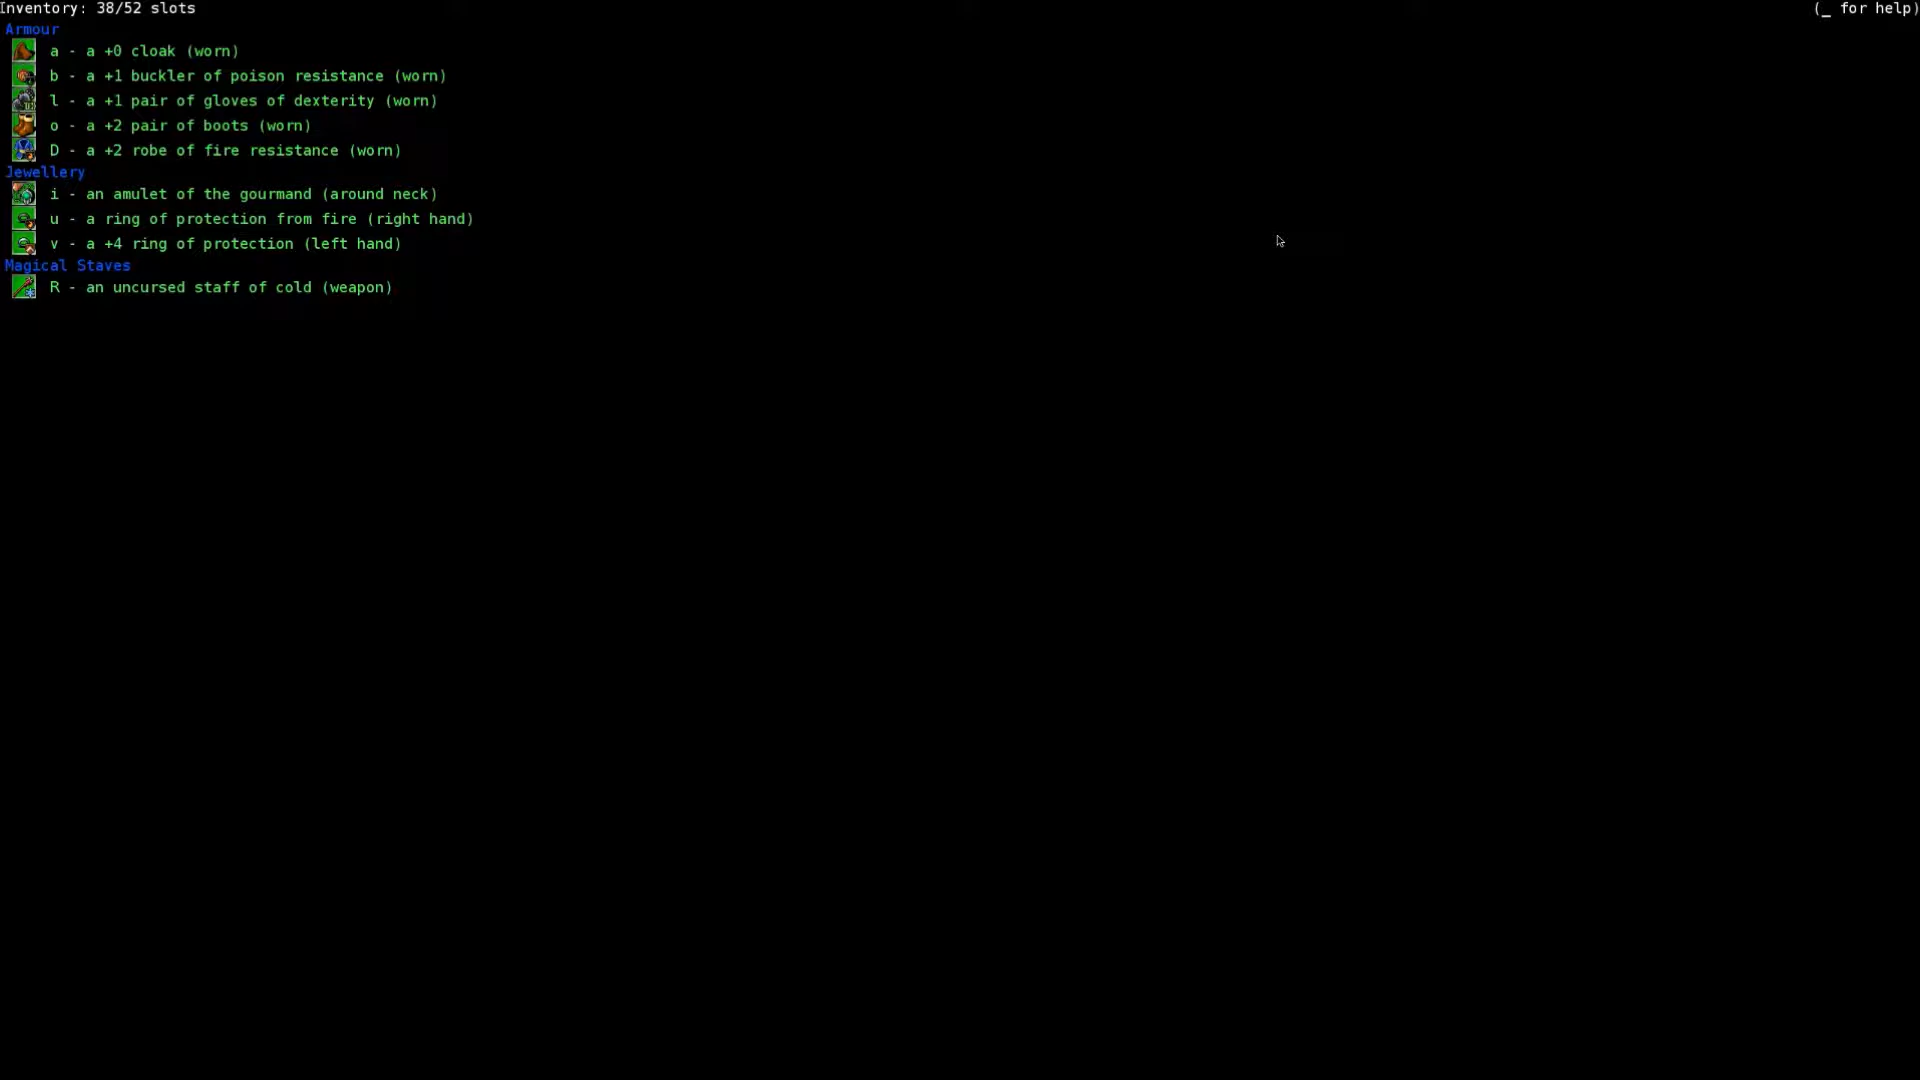 Inventory: 38/52 slots
(_ for help)
Armour
a - a +0 cloak (worn)
b - a +1 buckler of poison resistance (worn)
l - a +1 pair of gloves of dexterity (worn)
o - a +2 pair of boots (worn)
D - a +2 robe of fire resistance (worn)
Jewellery
i - an amulet of the gourmand (around neck)
u - a ring of protection from fire (right hand)
v - a +4 ring of protection (left hand)
Magical Staves
R - an uncursed staff of cold (weapon)